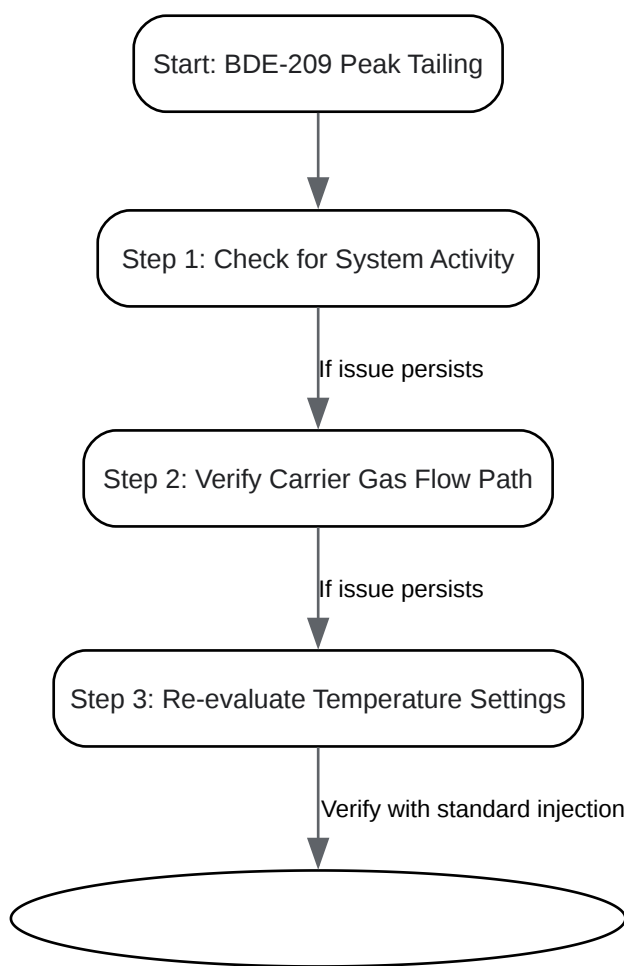 Start: BDE-209 Peak Tailing
Step 1: Check for System Activity
If issue persists
Step 2: Verify Carrier Gas Flow Path
If issue persists
Step 3: Re-evaluate Temperature Settings
Verify with standard injection